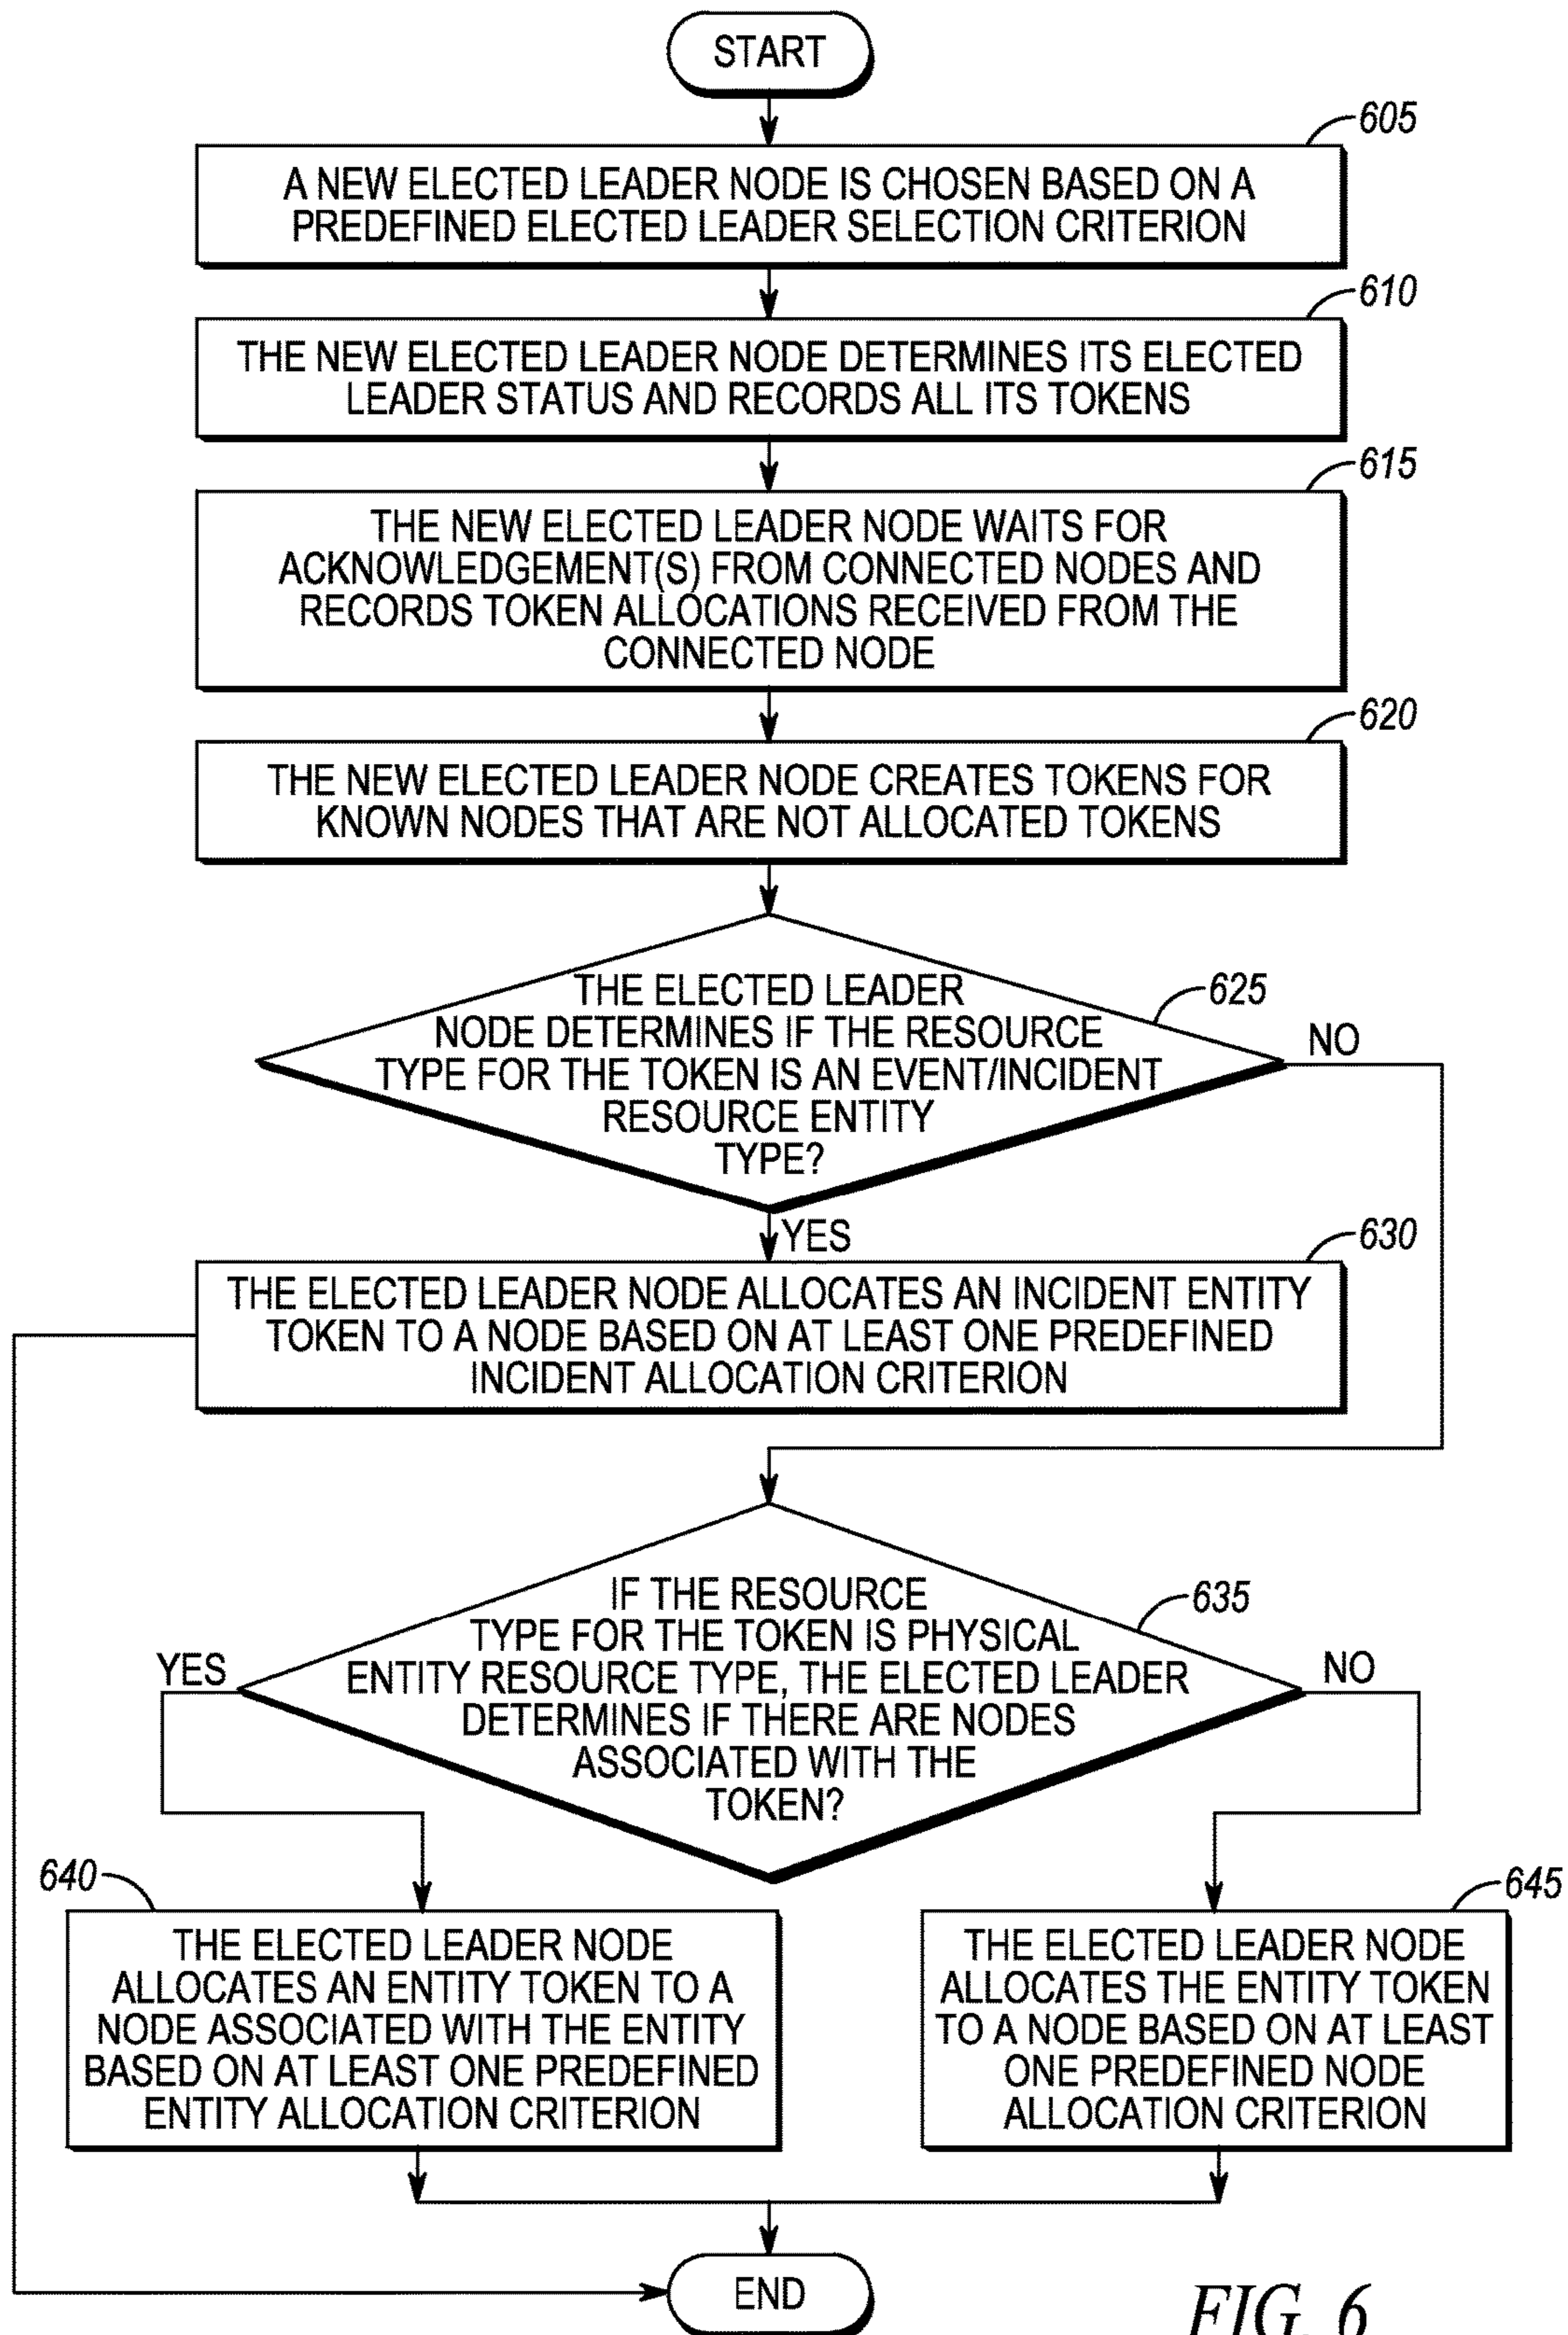 START
605
A NEW ELECTED LEADER NODE IS CHOSEN BASED ON A
PREDEFINED ELECTED LEADER SELECTION CRITERION
610
THE NEW ELECTED LEADER NODE DETERMINES ITS ELECTED
LEADER STATUS AND RECORDS ALL ITS TOKENS
615
THE NEW ELECTED LEADER NODE WAITS FOR
ACKNOWLEDGEMENT(S) FROM CONNECTED NODES AND
RECORDS TOKEN ALLOCATIONS RECEIVED FROM THE
CONNECTED NODE
620
THE NEW ELECTED LEADER NODE CREATES TOKENS FOR
KNOWN NODES THAT ARE NOT ALLOCATED TOKENS
THE ELECTED LEADER
NODE DETERMINES IF THE RESOURCE
TYPE FOR THE TOKEN IS AN EVENT/INCIDENT
RESOURCE ENTITY
TYPE?
625
NO
YES
630
THE ELECTED LEADER NODE ALLOCATES AN INCIDENT ENTITY
TOKEN TO A NODE BASED ON AT LEAST ONE PREDEFINED
INCIDENT ALLOCATION CRITERION
IF THE RESOURCE
TYPE FOR THE TOKEN IS PHYSICAL
ENTITY RESOURCE TYPE, THE ELECTED LEADER
DETERMINES IF THERE ARE NODES
ASSOCIATED WITH THE
TOKEN?
635
YES
NO
640
THE ELECTED LEADER NODE
ALLOCATES AN ENTITY TOKEN TO A
NODE ASSOCIATED WITH THE ENTITY
BASED ON AT LEAST ONE PREDEFINED
ENTITY ALLOCATION CRITERION
645
THE ELECTED LEADER NODE
ALLOCATES THE ENTITY TOKEN
TO A NODE BASED ON AT LEAST
ONE PREDEFINED NODE
ALLOCATION CRITERION
END
FIG. 6